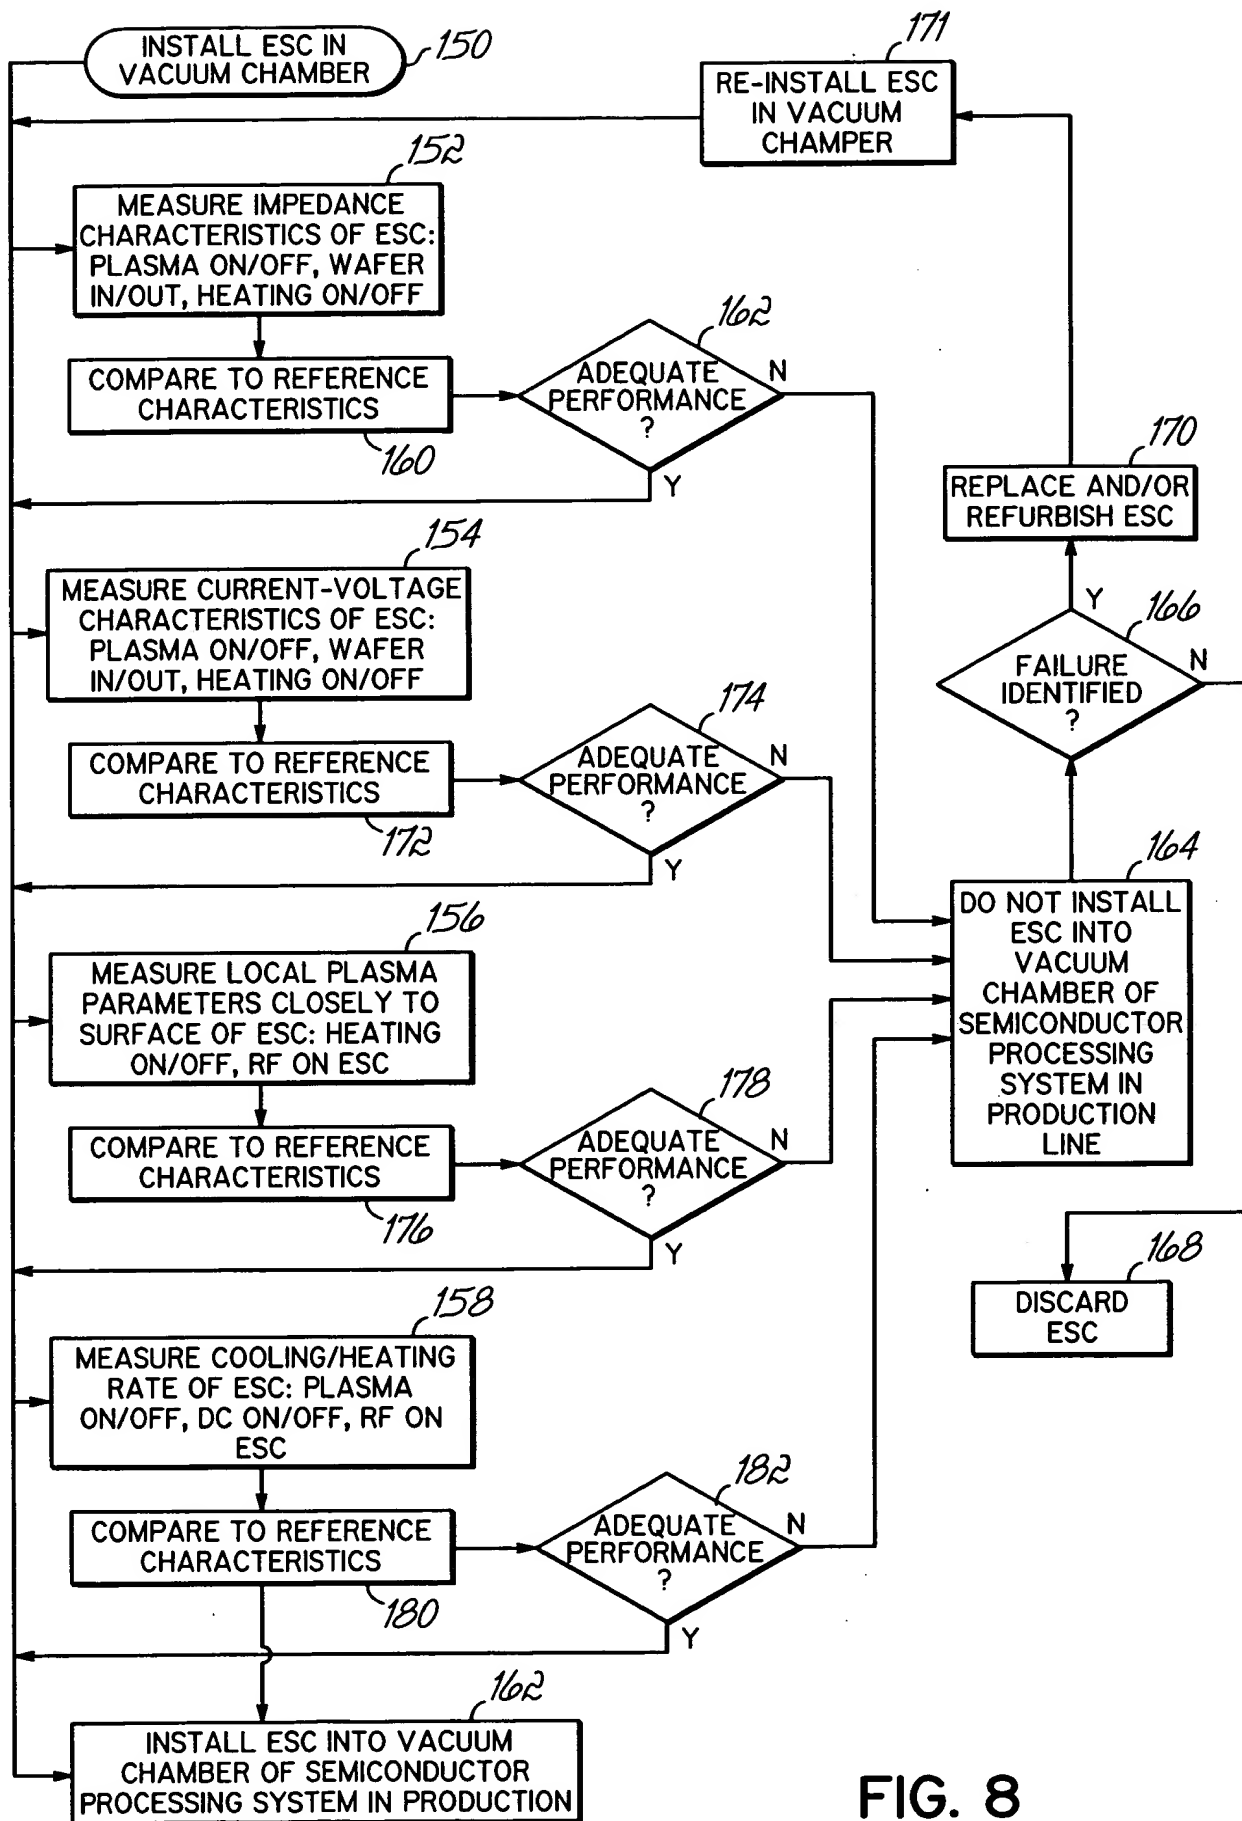 INSTALL ESC IN
VACUUM CHAMBER
150
171
RE-INSTALL ESC
IN VACUUM
CHAMPER
152
MEASURE IMPEDANCE
CHARACTERISTICS OF ESC:
PLASMA ON/OFF, WAFER
IN/OUT, HEATING ON/OFF
COMPARE TO REFERENCE
CHARACTERISTICS
160
162
ADEQUATE
PERFORMANCE
?
N
Y
170
REPLACE AND/OR
REFURBISH ESC
154
MEASURE CURRENT-VOLTAGE
CHARACTERISTICS OF ESC:
PLASMA ON/OFF, WAFER
IN/OUT, HEATING ON/OFF
Y
166
N
FAILURE
IDENTIFIED
?
COMPARE TO REFERENCE
CHARACTERISTICS
172
174
ADEQUATE
PERFORMANCE
?
N
Y
164
DO NOT INSTALL
ESC INTO
VACUUM
CHAMBER OF
SEMICONDUCTOR
PROCESSING
SYSTEM IN
PRODUCTION
LINE
156
MEASURE LOCAL PLASMA
PARAMETERS CLOSELY TO
SURFACE OF ESC: HEATING
ON/OFF, RF ON ESC
COMPARE TO REFERENCE
CHARACTERISTICS
176
178
ADEQUATE
PERFORMANCE
?
N
Y
168
DISCARD
ESC
158
MEASURE COOLING/HEATING
RATE OF ESC: PLASMA
ON/OFF, DC ON/OFF, RF ON
ESC
COMPARE TO REFERENCE
CHARACTERISTICS
180
182
ADEQUATE
PERFORMANCE
?
N
Y
162
INSTALL ESC INTO VACUUM
CHAMBER OF SEMICONDUCTOR
PROCESSING SYSTEM IN PRODUCTION
FIG. 8